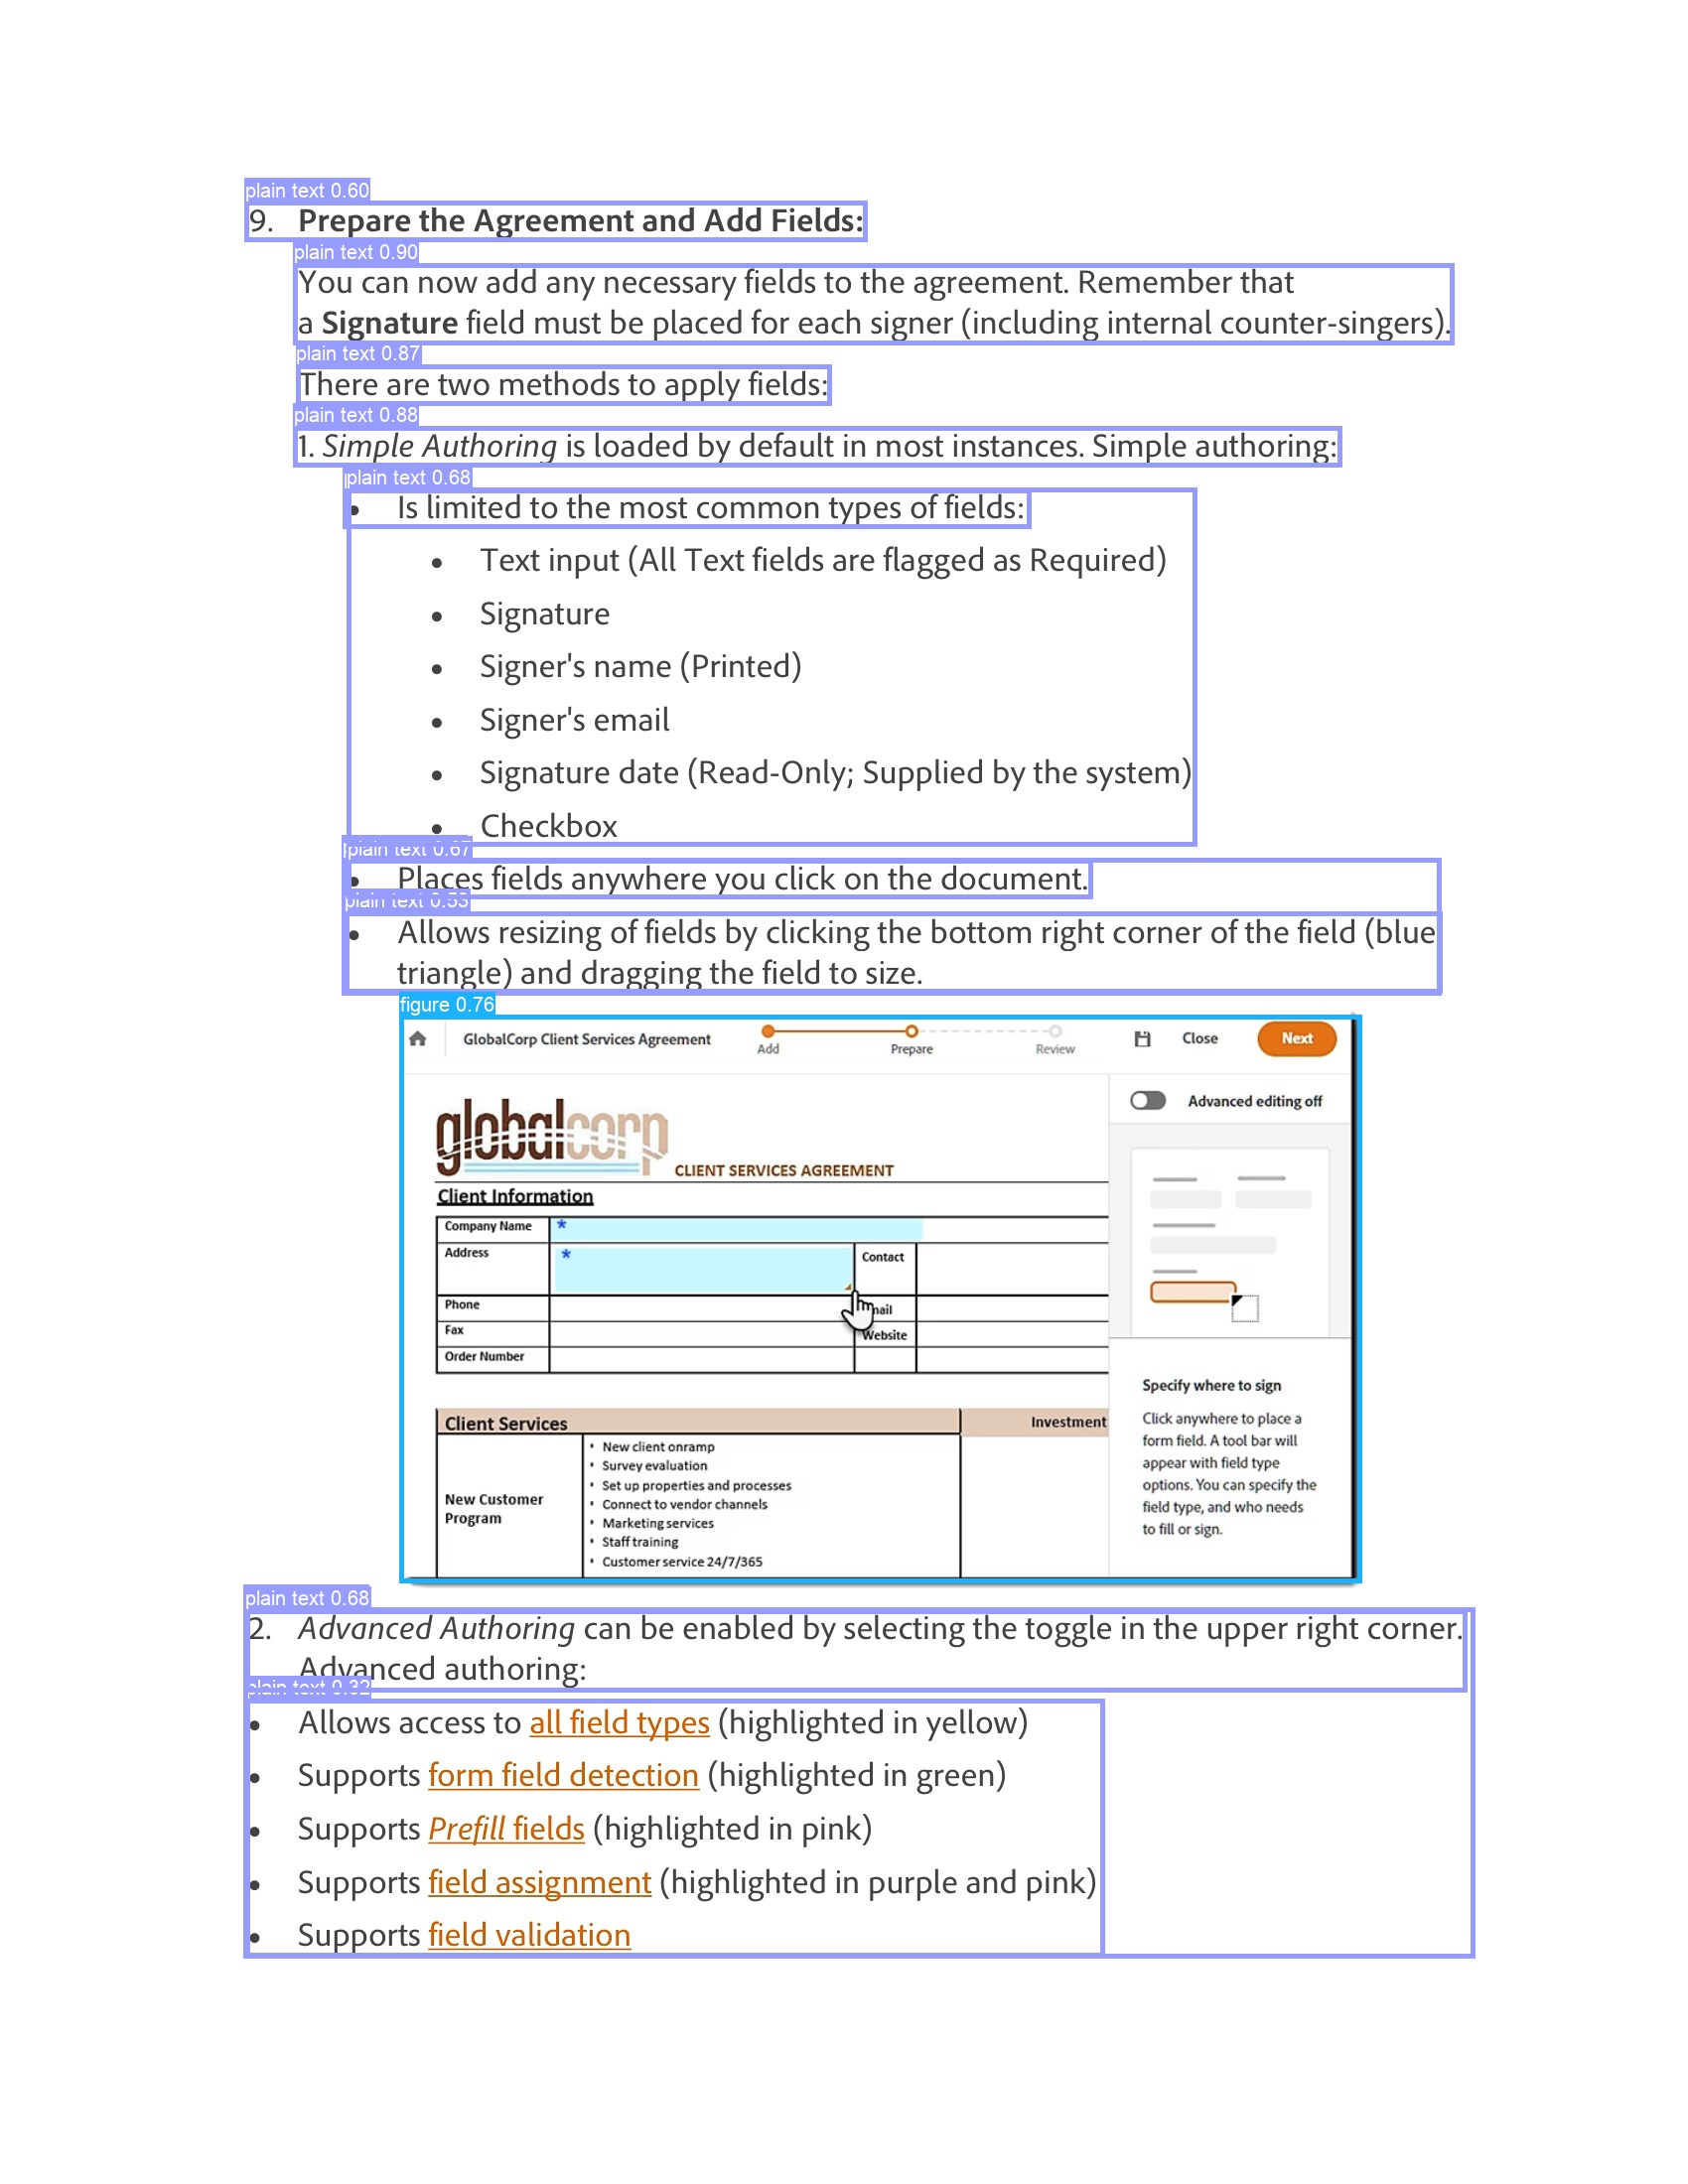 plain text 0.60
9. Prepare the Agreement and Add Fields:
plain text 0.90
You can now add any necessary fields to the agreement. Remember that
a Signature field must be placed for each signer (including internal counter-singers).
plain text 0.87
There are two methods to apply fields:
plain text 0.88
1. Simple Authoring is loaded by default in most instances. Simple authoring:
plain text 0.68
• Is limited to the most common types of fields:
• Text input (All Text fields are flagged as Required)
• Signature
• Signer's name (Printed)
• Signer's email
• Signature date (Read-Only; Supplied by the system)
• Checkbox
plain text 0.67
• Places fields anywhere you click on the document.
plain text 0.53
• Allows resizing of fields by clicking the bottom right corner of the field (blue
triangle) and dragging the field to size.
figure 0.76
GlobalCorp Client Services Agreement
Add
Prepare
Review
Close
Next
Advanced editing off
globalcorp
CLIENT SERVICES AGREEMENT
Client Information
Company Name *
Address *
Contact
Phone
mail
Fax
Website
Order Number
Client Services
Investment
New Customer
Program
• New client onramp
• Survey evaluation
• Set up properties and processes
• Connect to vendor channels
• Marketing services
• Staff training
• Customer service 24/7/365
Specify where to sign
Click anywhere to place a
form field. A tool bar will
appear with field type
options. You can specify the
field type, and who needs
to fill or sign.
plain text 0.68
2. Advanced Authoring can be enabled by selecting the toggle in the upper right corner.
Advanced authoring:
plain text 0.32
• Allows access to all field types (highlighted in yellow)
• Supports form field detection (highlighted in green)
• Supports Prefill fields (highlighted in pink)
• Supports field assignment (highlighted in purple and pink)
• Supports field validation